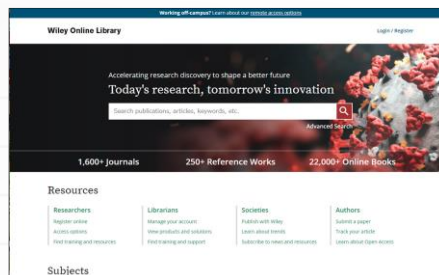 Working off-campus? Learn about our remote access options
Wiley Online Library
Login / Register
Accelerating research discovery to shape a better future
Today's research, tomorrow's innovation
Search publications, articles, keywords, etc.
Advanced Search
1,600+ Journals 250+ Reference Works 22,000+ Online Books
Resources
Researchers Librarians Societies Authors
Register online Manage your account Publish with Wiley Submit a paper
Access options View products and solutions Learn about trends Track your article
Find training and resources Find training and support Subscribe to news and resources Learn about Open Access
Subjects